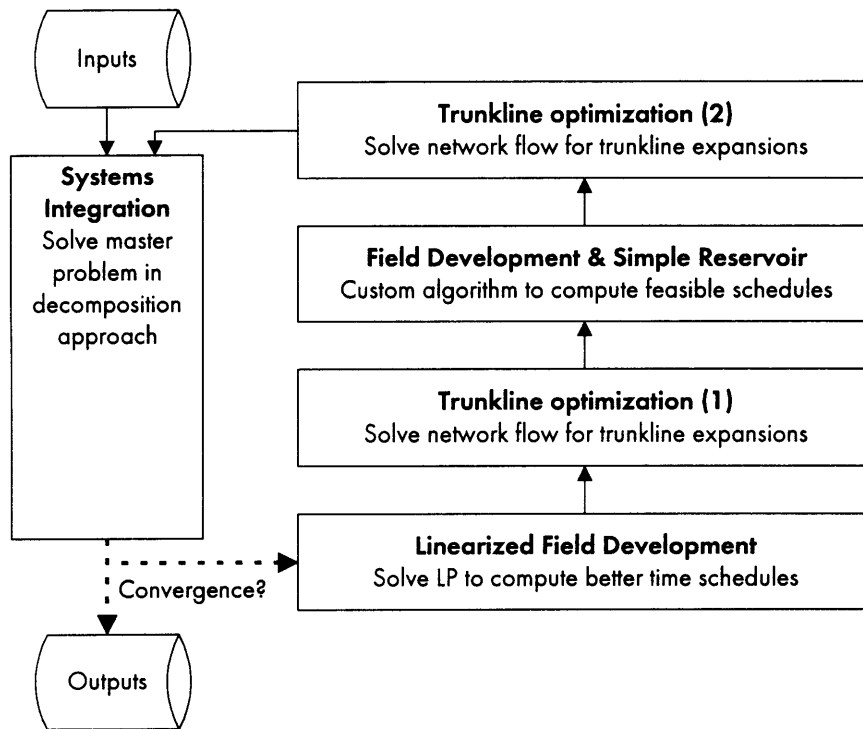 Inputs
Systems
Integration
Solve master
problem in
decomposition
approach
Trunkline optimization (2)
Solve network flow for trunkline expansions
Field Development & Simple Reservoir
Custom algorithm to compute feasible schedules
Trunkline optimization (1)
Solve network flow for trunkline expansions
Linearized Field Development
Solve LP to compute better time schedules
Convergence?
Outputs